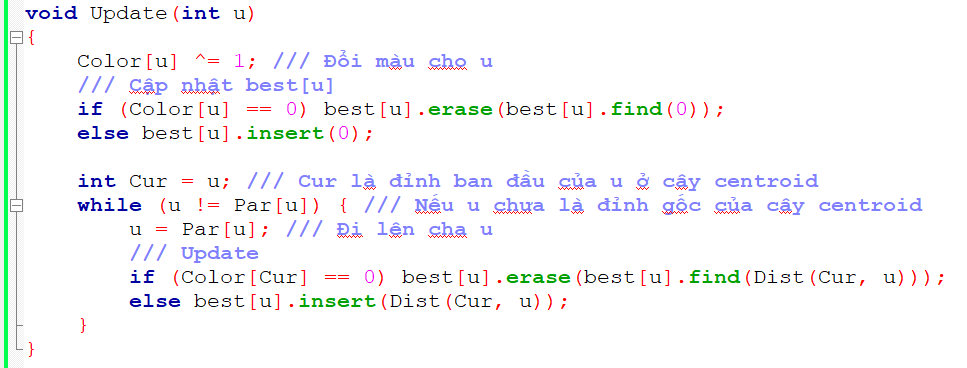 void Update(int u)
{
Color[u] ^= 1; /// Đổi màu cho u
/// Cập nhật best[u]
if (Color[u] == 0) best[u].erase(best[u].find(0));
else best[u].insert(0);
int Cur = u; /// Cur là đỉnh ban đầu của u ở cây centroid
while (u != Par[u]) { /// Nếu u chưa là đỉnh gốc của cây centroid
u = Par[u]; /// Đi lên cha u
/// Update
if (Color[Cur] == 0) best[u].erase(best[u].find(Dist(Cur, u)));
else best[u].insert(Dist(Cur, u));
}
}